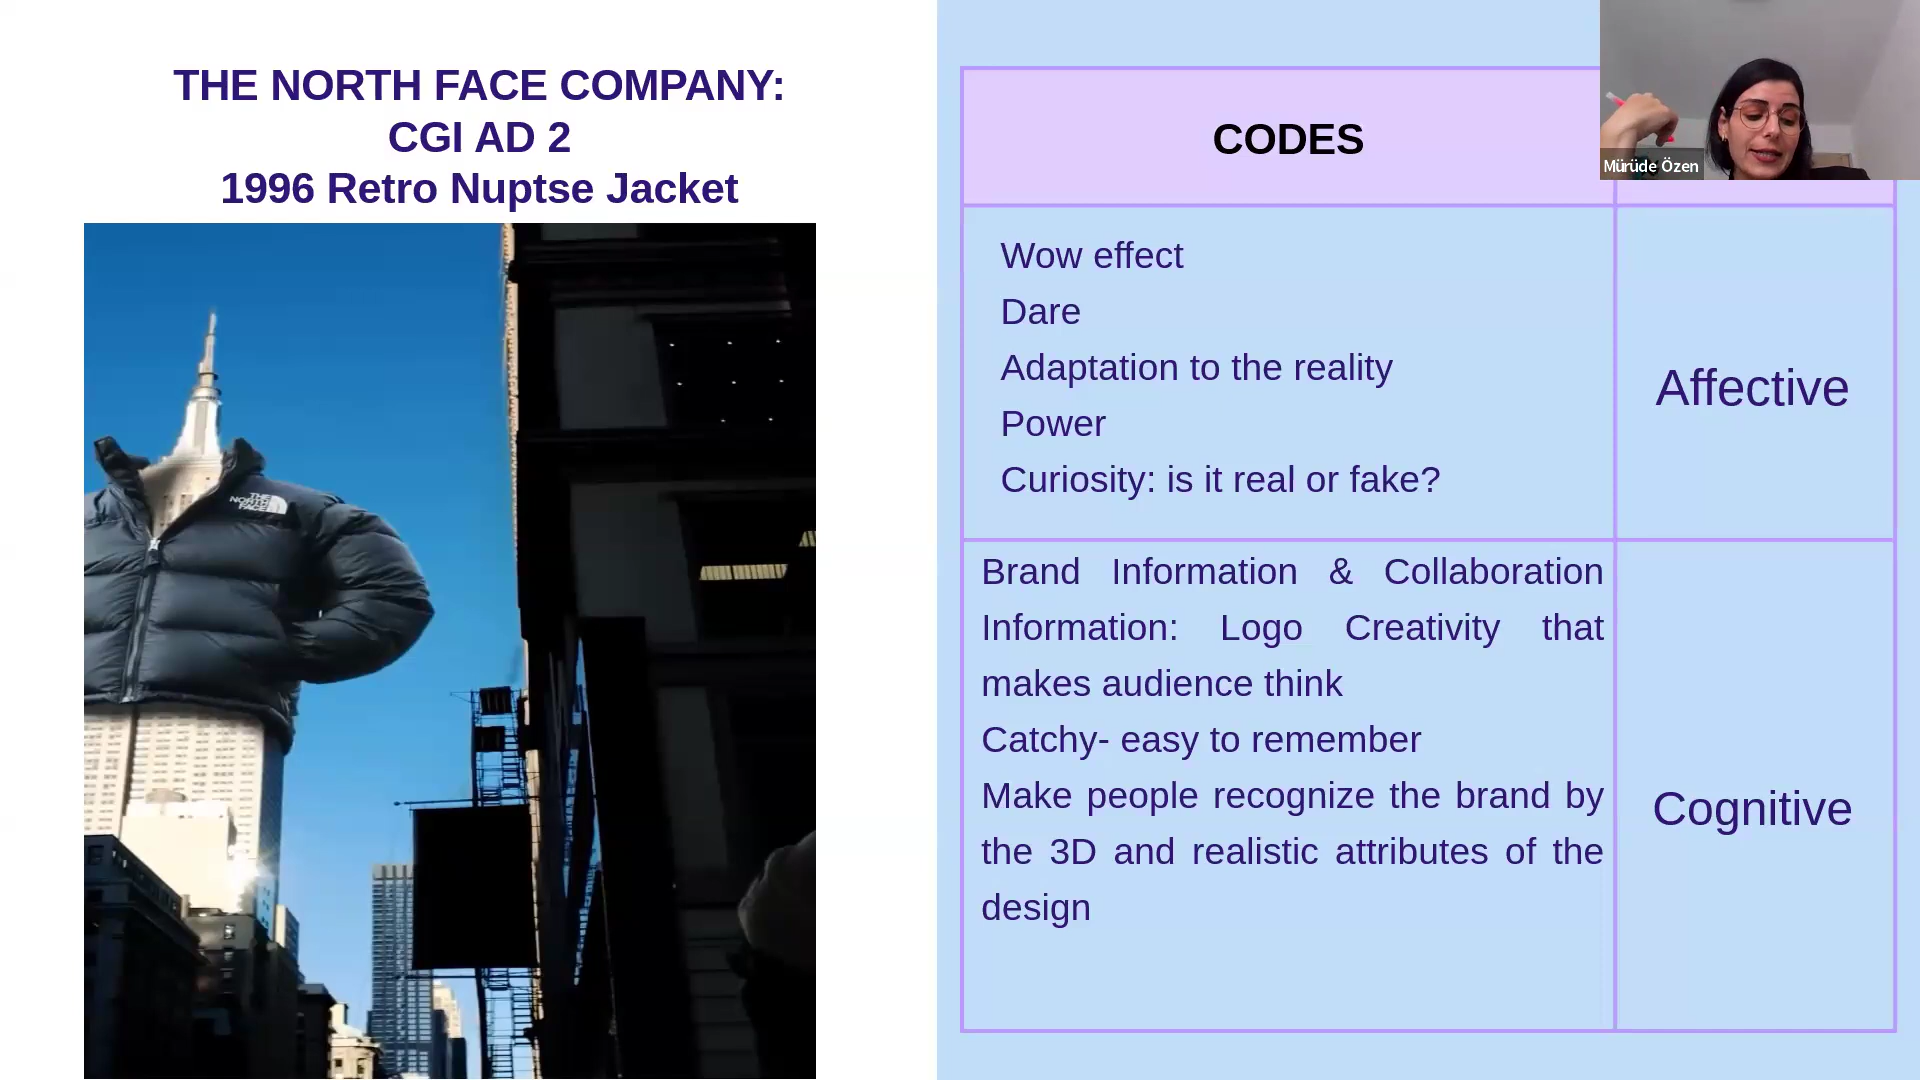 THE NORTH FACE COMPANY:
CGI AD 2
1996 Retro Nuptse Jacket
THE
NORTH
FACE
CODES
Mürüde Özen
Wow effect
Dare
Adaptation to the reality
Power
Curiosity: is it real or fake?
Affective
Brand Information & Collaboration
Information: Logo Creativity that
makes audience think
Catchy- easy to remember
Make people recognize the brand by
the 3D and realistic attributes of the
design
Cognitive